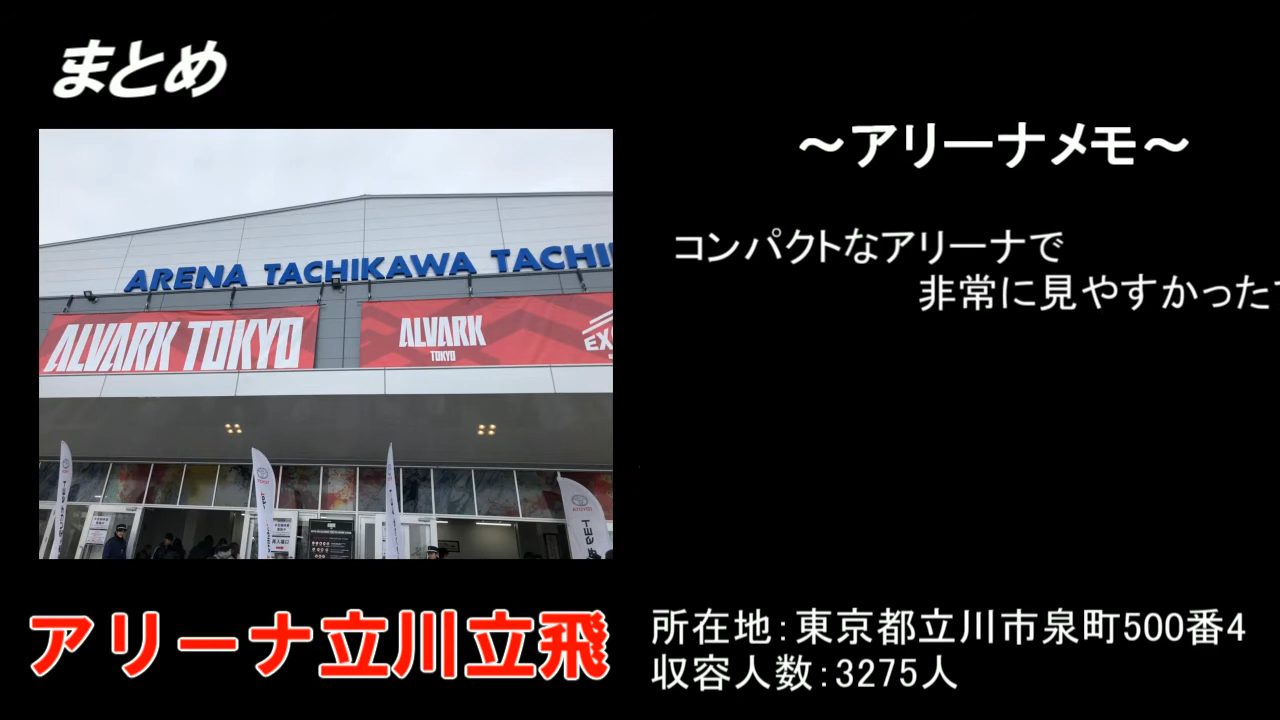 まとめ
～アリーナメモ～
コンパクトなアリーナで
非常に見やすかった
ARENA TACHIKAWA TACHI
ALVARK TOKYO
ALVARK
TOKYO
EX
アリーナ立川立飛
所在地：東京都立川市泉町500番4
収容人数：3275人